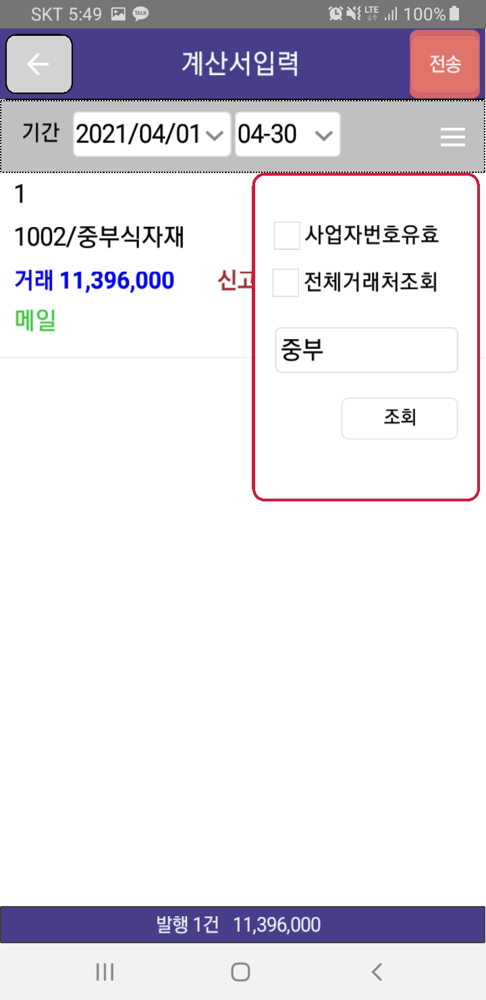 SKT 5:49 TALK LTE 100%
계산서입력
전송
기간 2021/04/01 04-30
1
1002/중부식자재
거래 11,396,000 신고
메일
사업자번호유효
전체거래처조회
중부
조회
발행 1건 11,396,000